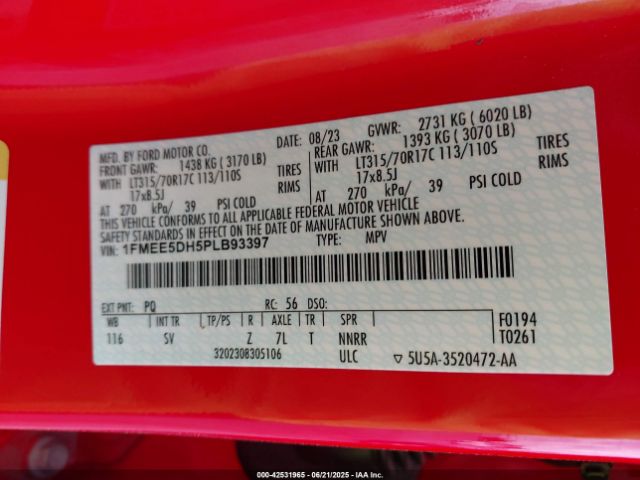 MFD. BY FORD MOTOR CO. DATE: 08/23 GVWR: 2731 KG ( 6020 LB)
FRONT GAWR: 1438 KG ( 3170 LB) REAR GAWR: 1393 KG ( 3070 LB)
WITH LT315/70R17C 113/110S TIRES WITH LT315/70R17C 113/110S TIRES
17x8.5J RIMS 17x8.5J RIMS
AT 270 kPa/ 39 PSI COLD AT 270 kPa/ 39 PSI COLD
THIS VEHICLE CONFORMS TO ALL APPLICABLE FEDERAL MOTOR VEHICLE
SAFETY STANDARDS IN EFFECT ON THE DATE OF MANUFACTURE SHOWN ABOVE.
VIN: 1FMEE5DH5PLB93397 TYPE: MPV
EXT PNT: PQ RC: 56 DSO:
WB INT TR TP/PS R AXLE TR SPR F0194
116 SV Z 7L T NNRR T0261
3202308305106 ULC ▽ 5U5A-3520472-AA
000-42531965 06/21/2025 IAA Inc.